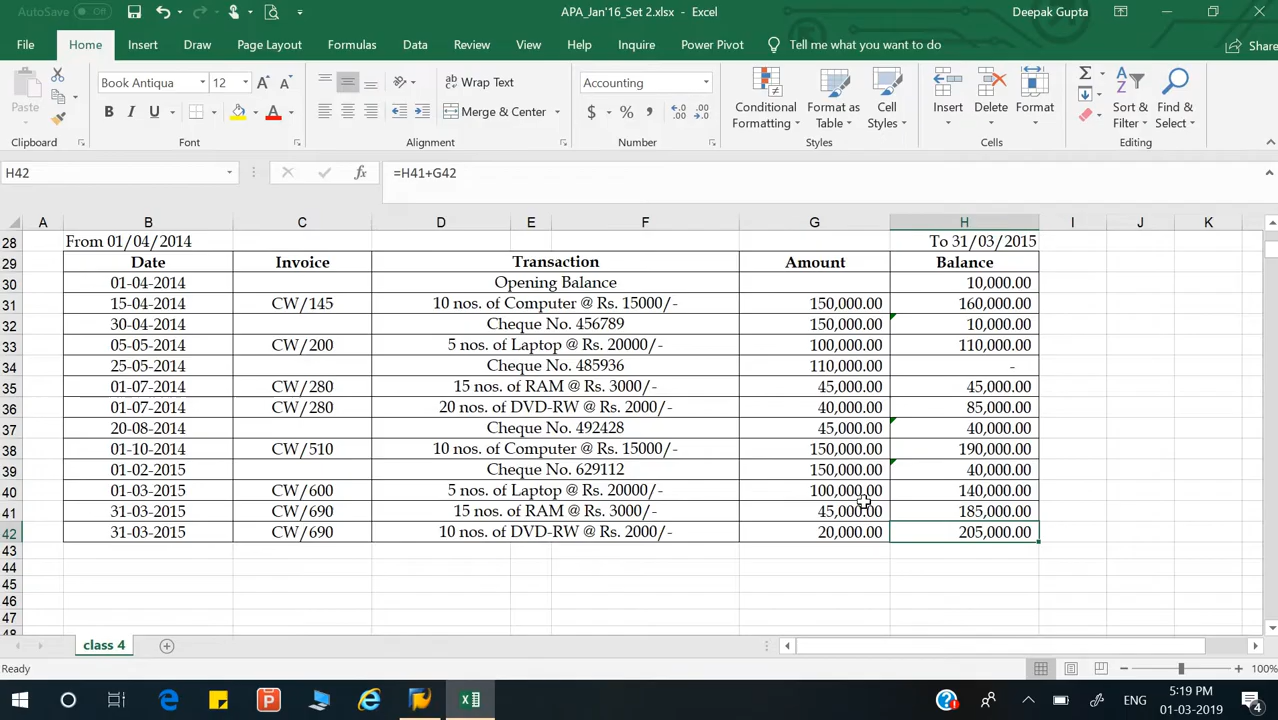 AutoSave Off APA_Jan'16_Set 2.xlsx - Excel Deepak Gupta
File Home Insert Draw Page Layout Formulas Data Review View Help Inquire Power Pivot Tell me what you want to do Share
Paste Book Antiqua 12 A A Wrap Text Accounting Conditional Formatting Format as Table Cell Styles Insert Delete Format Sort & Filter Find & Select
B I U A Merge & Center $ % ,
Clipboard Font Alignment Number Styles Cells Editing
H42 fx =H41+G42
A B C D E F G H I J K
28 From 01/04/2014 To 31/03/2015
29 Date Invoice Transaction Amount Balance
30 01-04-2014 Opening Balance 10,000.00
31 15-04-2014 CW/145 10 nos. of Computer @ Rs. 15000/- 150,000.00 160,000.00
32 30-04-2014 Cheque No. 456789 150,000.00 10,000.00
33 05-05-2014 CW/200 5 nos. of Laptop @ Rs. 20000/- 100,000.00 110,000.00
34 25-05-2014 Cheque No. 485936 110,000.00 -
35 01-07-2014 CW/280 15 nos. of RAM @ Rs. 3000/- 45,000.00 45,000.00
36 01-07-2014 CW/280 20 nos. of DVD-RW @ Rs. 2000/- 40,000.00 85,000.00
37 20-08-2014 Cheque No. 492428 45,000.00 40,000.00
38 01-10-2014 CW/510 10 nos. of Computer @ Rs. 15000/- 150,000.00 190,000.00
39 01-02-2015 Cheque No. 629112 150,000.00 40,000.00
40 01-03-2015 CW/600 5 nos. of Laptop @ Rs. 20000/- 100,000.00 140,000.00
41 31-03-2015 CW/690 15 nos. of RAM @ Rs. 3000/- 45,000.00 185,000.00
42 31-03-2015 CW/690 10 nos. of DVD-RW @ Rs. 2000/- 20,000.00 205,000.00
43
44
45
46
47
48
class 4
Ready 100%
ENG 5:19 PM
01-03-2019 4